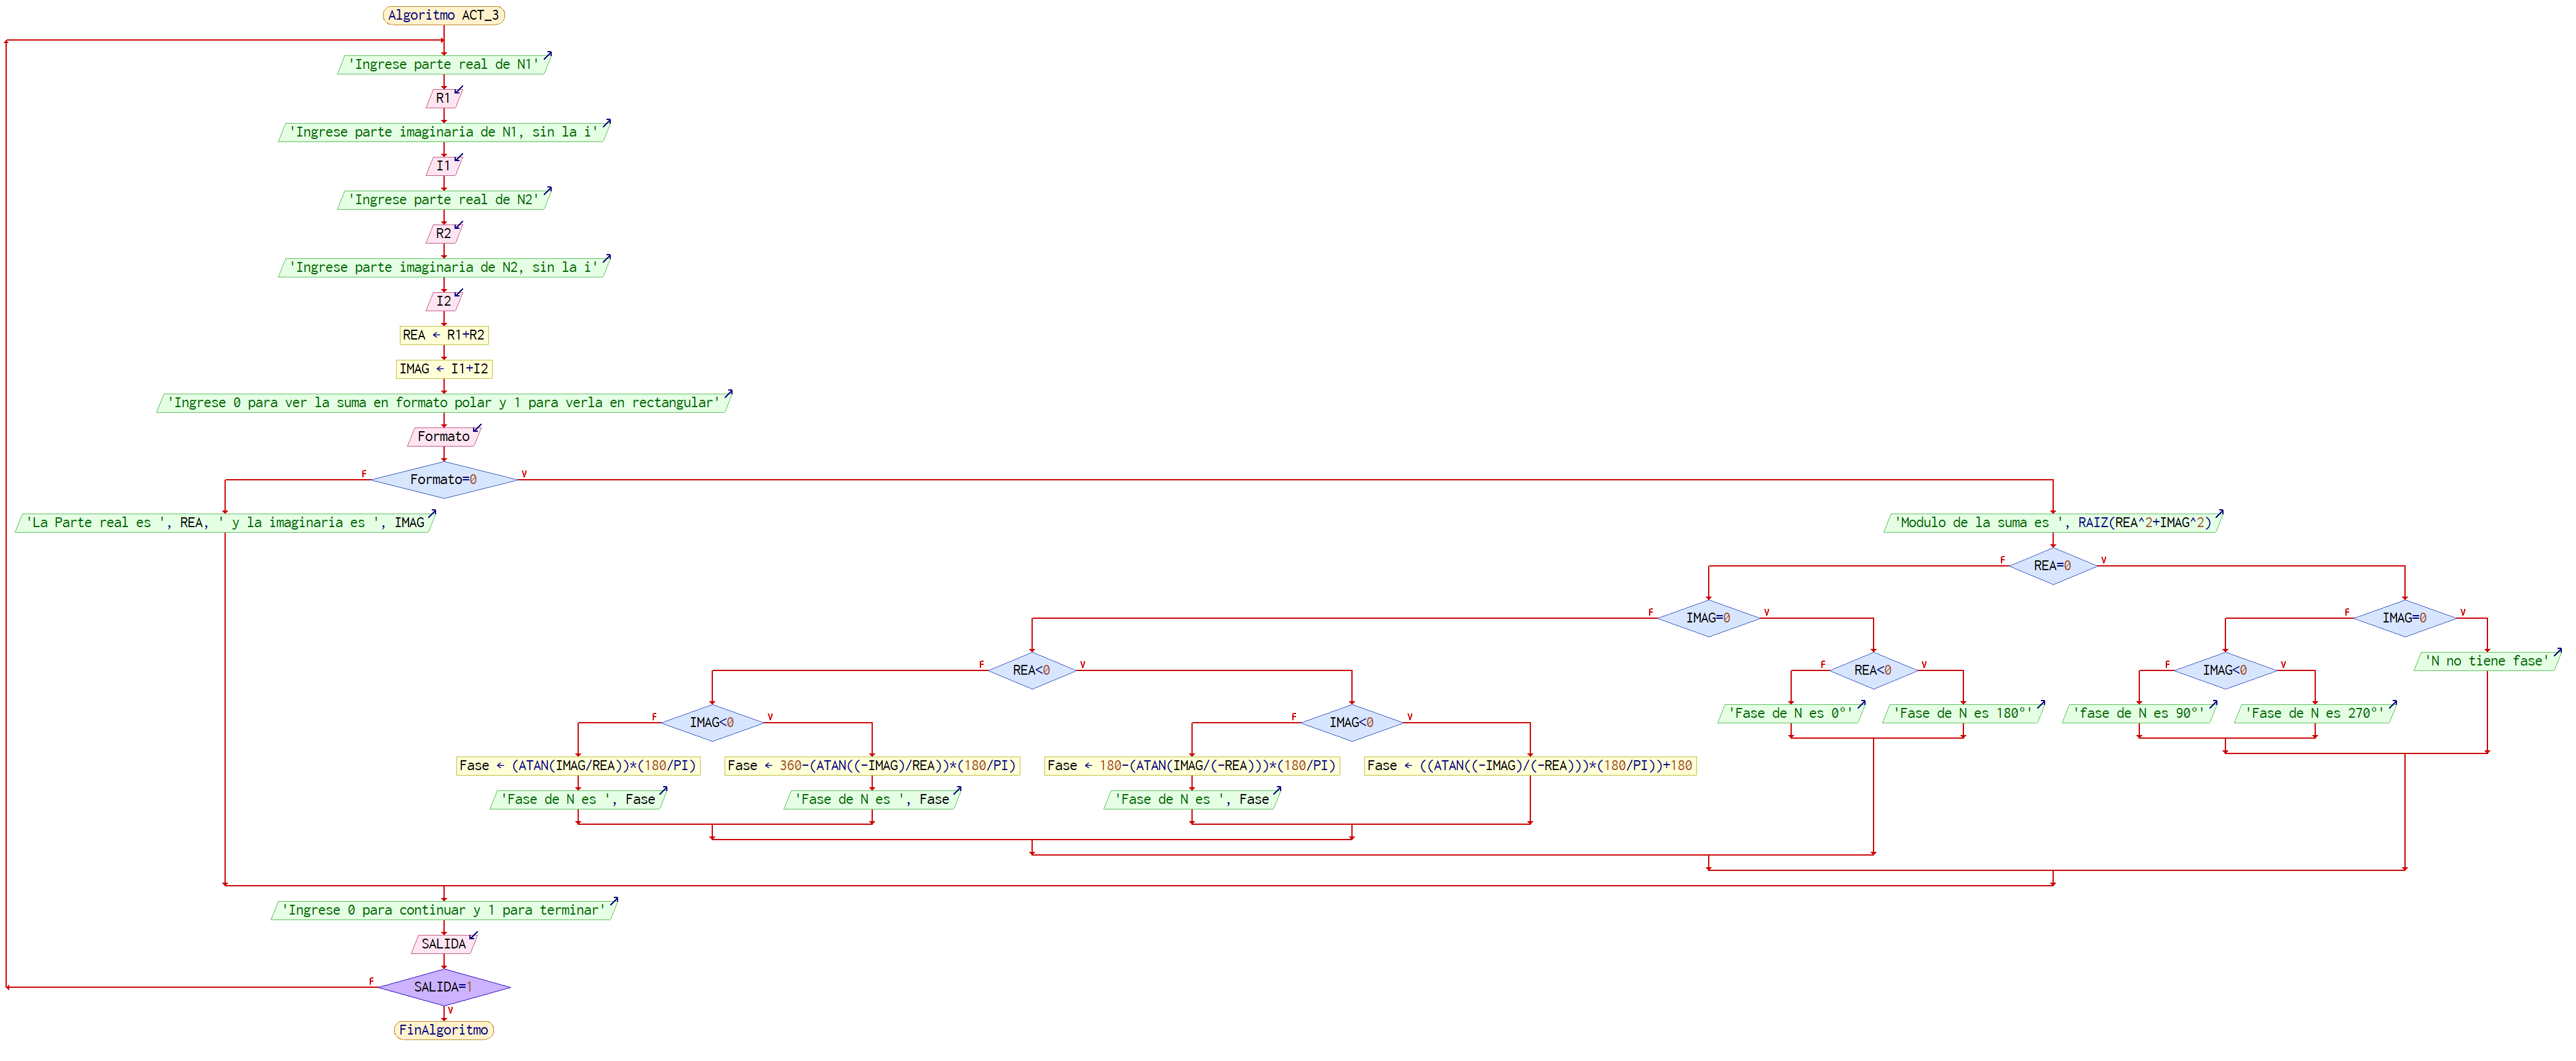 Algoritmo ACT_3
'Ingrese parte real de N1'
R1
'Ingrese parte imaginaria de N1, sin la i'
I1
'Ingrese parte real de N2'
R2
'Ingrese parte imaginaria de N2, sin la i'
I2
REA ← R1+R2
IMAG ← I1+I2
'Ingrese 0 para ver la suma en formato polar y 1 para verla en rectangular'
Formato
F
Formato=0
V
'La Parte real es ', REA, ' y la imaginaria es ', IMAG
'Modulo de la suma es ', RAIZ(REA^2+IMAG^2)
F
REA=0
V
F
IMAG=0
V
F
IMAG=0
V
F
REA<0
V
F
REA<0
V
F
IMAG<0
V
'N no tiene fase'
F
IMAG<0
V
F
IMAG<0
V
'Fase de N es 0°'
'Fase de N es 180°'
'fase de N es 90°'
'Fase de N es 270°'
Fase ← (ATAN(IMAG/REA))*(180/PI)
Fase ← 360-(ATAN((-IMAG)/REA))*(180/PI)
Fase ← 180-(ATAN(IMAG/(-REA)))*(180/PI)
Fase ← ((ATAN((-IMAG)/(-REA)))*(180/PI))+180
'Fase de N es ', Fase
'Fase de N es ', Fase
'Fase de N es ', Fase
'Ingrese 0 para continuar y 1 para terminar'
SALIDA
F
SALIDA=1
V
FinAlgoritmo